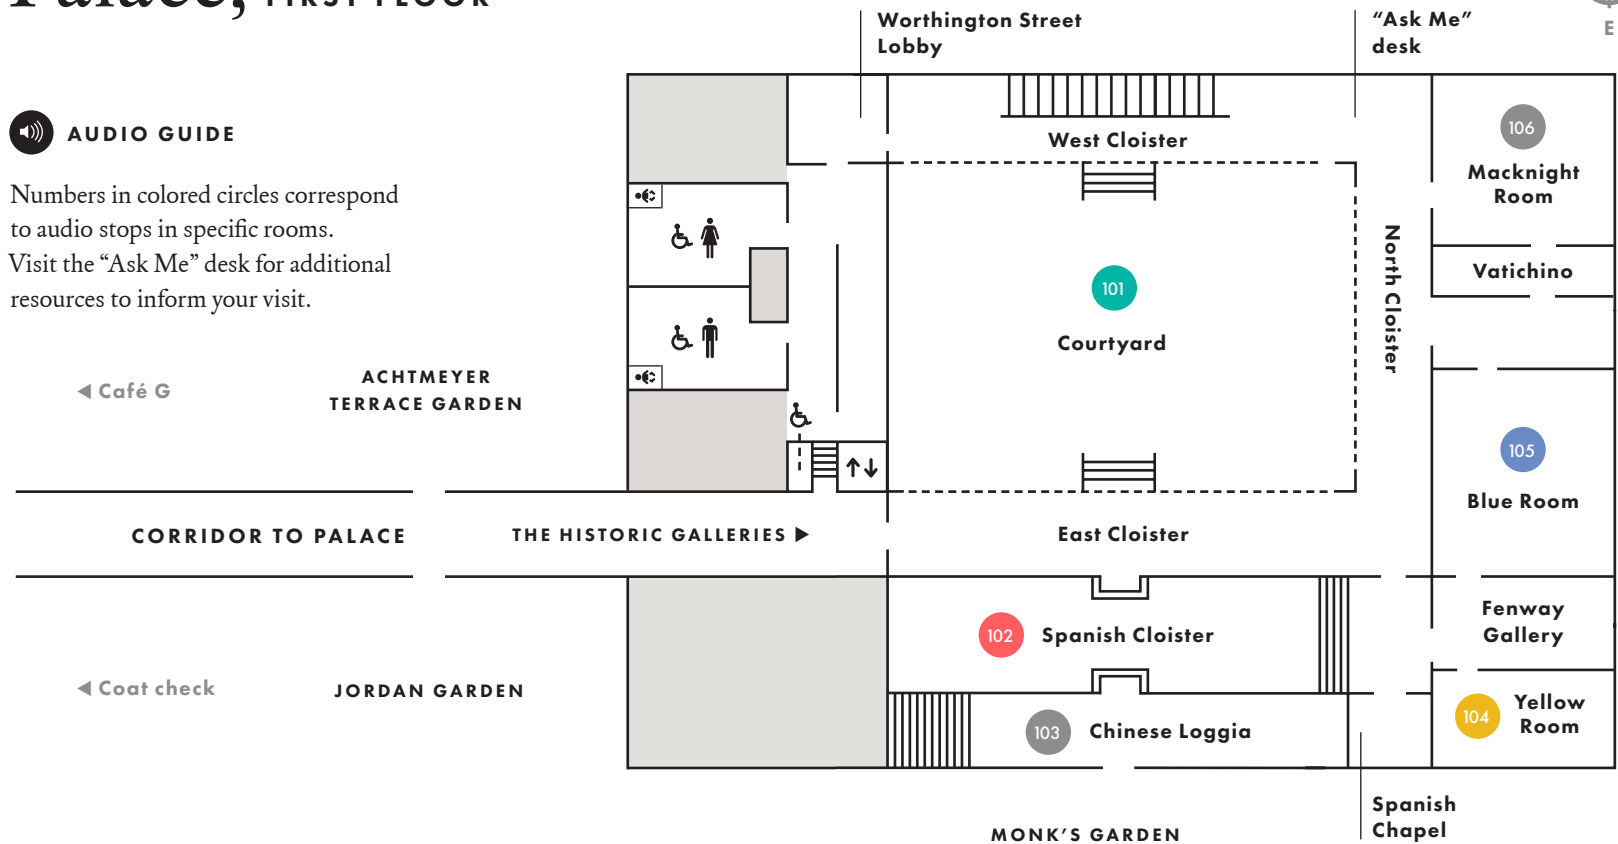 Palace, FIRST FLOOR
Worthington Street
Lobby
“Ask Me”
desk
E
AUDIO GUIDE
Numbers in colored circles correspond
to audio stops in specific rooms.
Visit the “Ask Me” desk for additional
resources to inform your visit.
West Cloister
106
Macknight
Room
North Cloister
Vatichino
101
Courtyard
◀ Café G
ACHTMEYER
TERRACE GARDEN
105
Blue Room
CORRIDOR TO PALACE
THE HISTORIC GALLERIES ▶
East Cloister
Fenway
Gallery
102 Spanish Cloister
◀ Coat check
JORDAN GARDEN
103 Chinese Loggia
104 Yellow
Room
Spanish
Chapel
MONK’S GARDEN